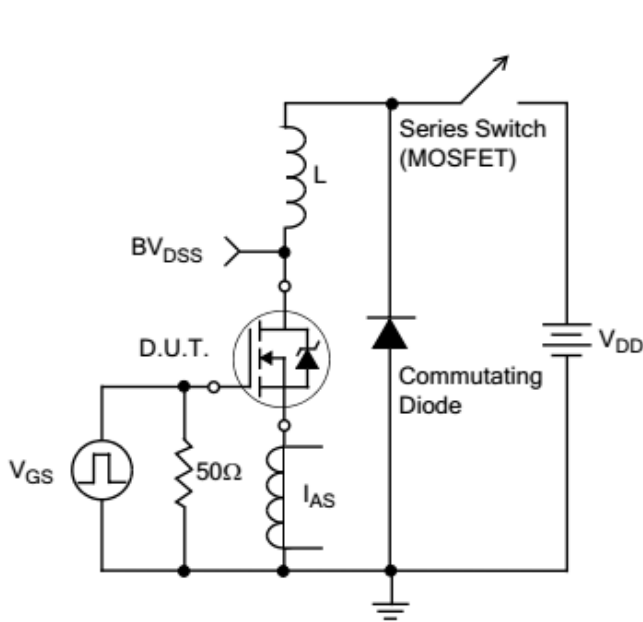 Series Switch
(MOSFET)
L
BVDSS
D.U.T.
VDD
Commutating
Diode
VGS
50Ω
IAS